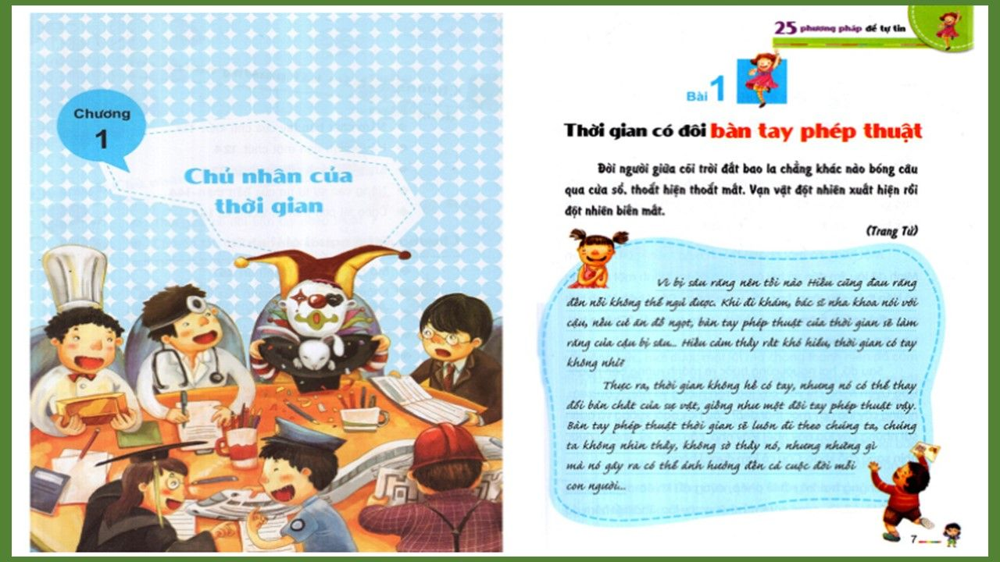 Chương
1
Chủ nhân của
thời gian
25 phương pháp để tự tin
Bài 1
Thời gian có đôi bàn tay phép thuật
Đời người giữa cõi trời đất bao la chẳng khác nào bóng câu
qua cửa sổ, thoắt hiện thoắt mất. Vạn vật đột nhiên xuất hiện rồi
đột nhiên biến mất.
(Trang Tử)
Vì bị sâu răng nên tối nào Hiếu cũng đau răng
đến nỗi không thể ngủ được. Khi đi khám, bác sĩ nha khoa nói với
cậu, nếu cứ ăn đồ ngọt, bàn tay phép thuật của thời gian sẽ làm
răng của cậu bị sâu... Hiếu cảm thấy rất khó hiểu, thời gian có tay
không nhỉ?
Thực ra, thời gian không hề có tay, nhưng nó có thể thay
đổi bản chất của sự vật, giống như một đôi tay phép thuật vậy.
Bàn tay phép thuật thời gian sẽ luôn đi theo chúng ta, chúng
ta không nhìn thấy, không sờ thấy nó, nhưng những gì
mà nó gây ra có thể ảnh hưởng đến cả cuộc đời mỗi
con người...
7